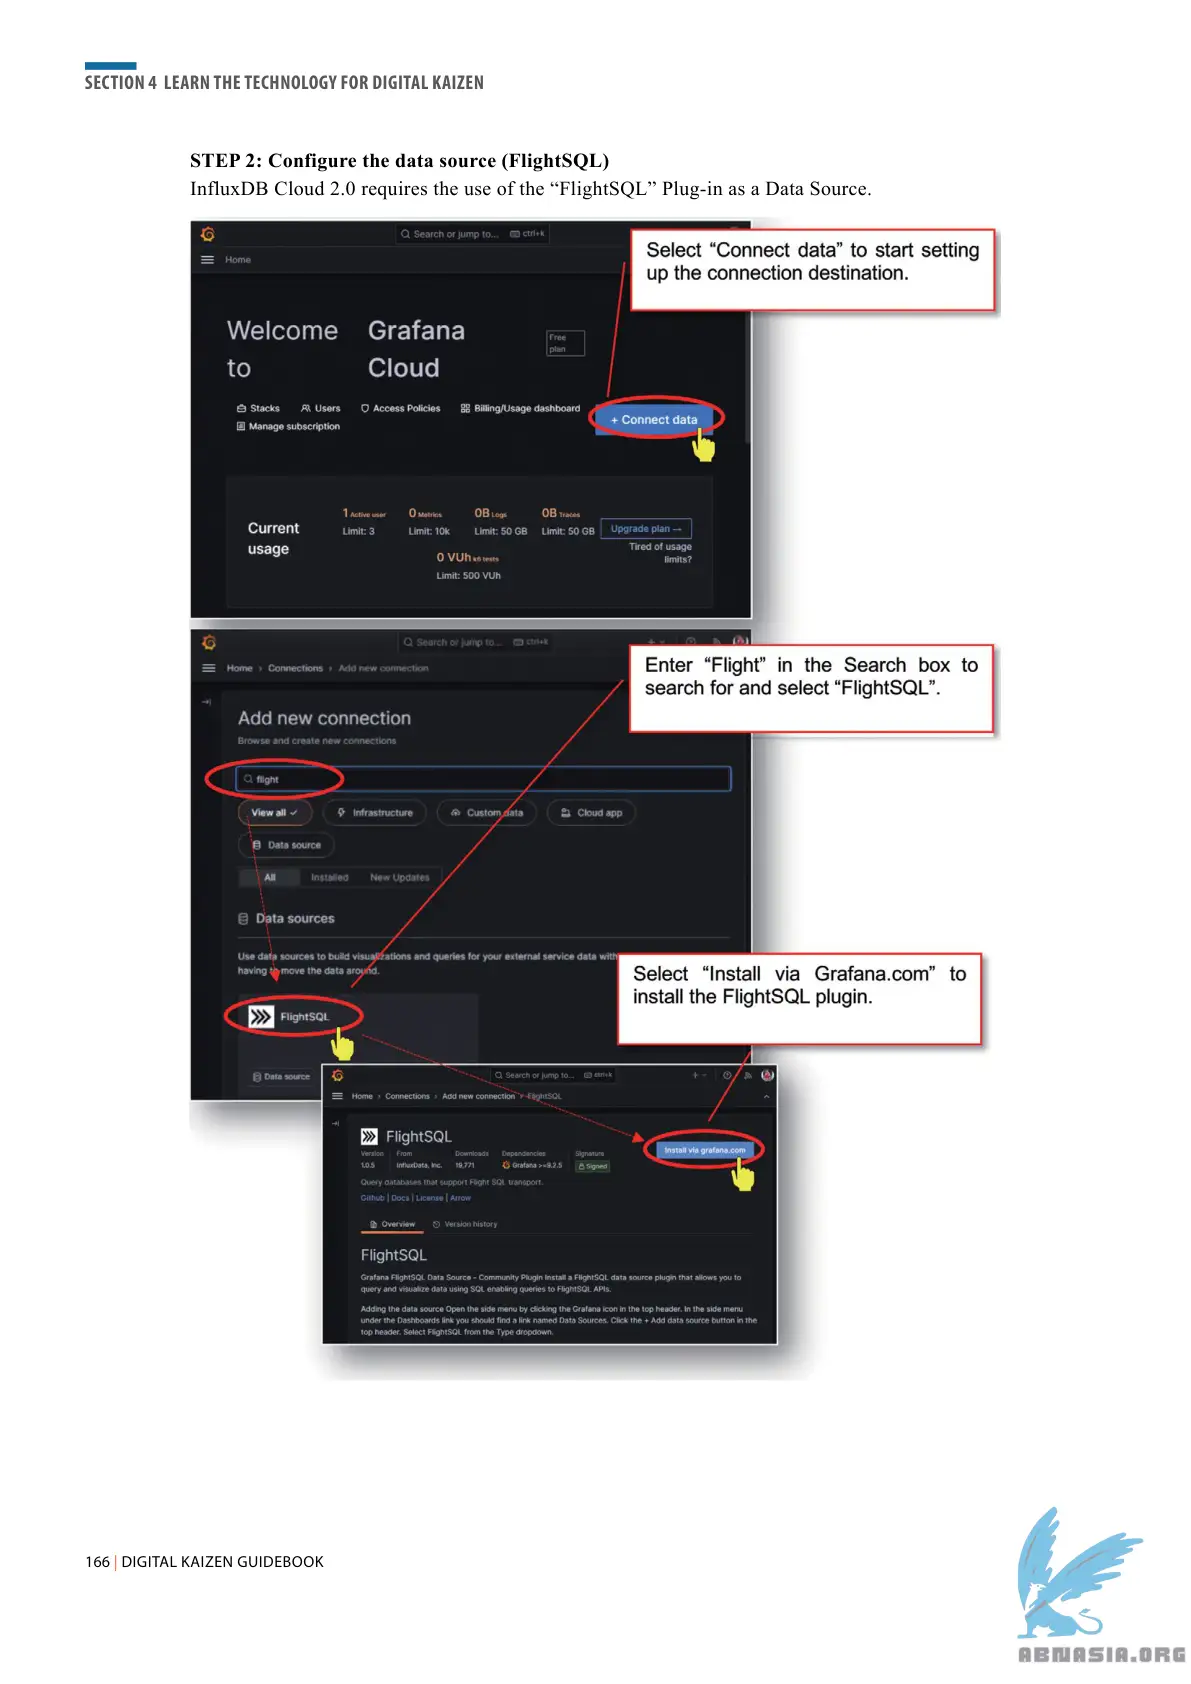 SECTION 4 LEARN THE TECHNOLOGY FOR DIGITAL KAIZEN
STEP 2: Configure the data source (FlightSQL)
InfluxDB Cloud 2.0 requires the use of the “FlightSQL” Plug-in as a Data Source.
Search or jump to... ctrl+k
Home
Select “Connect data” to start setting
up the connection destination.
Welcome to
Grafana Cloud
Free plan
Stacks Users Access Policies Billing/Usage dashboard
Manage subscription
+ Connect data
Current usage
1 Active user 0 Metrics 0B Logs 0B Traces
Limit: 3 Limit: 10k Limit: 50 GB Limit: 50 GB
Upgrade plan →
Tired of usage limits?
0 VUh k6 tests
Limit: 500 VUh
Search or jump to... ctrl+k
Home › Connections › Add new connection
Enter “Flight” in the Search box to
search for and select “FlightSQL”.
Add new connection
Browse and create new connections
flight
View all ✓ Infrastructure Custom data Cloud app
Data source
All Installed New Updates
Data sources
Use data sources to build visualizations and queries for your external service data with
having to move the data around.
Select “Install via Grafana.com” to
install the FlightSQL plugin.
FlightSQL
Data source
Search or jump to... ctrl+k
Home › Connections › Add new connection › FlightSQL
FlightSQL
Install via grafana.com
Version From Downloads Dependencies Signature
1.0.5 InfluxData, Inc. 19,771 Grafana >=9.2.5 Signed
Query databases that support Flight SQL transport.
Github | Docs | License | Arrow
Overview Version history
FlightSQL
Grafana FlightSQL Data Source - Community Plugin Install a FlightSQL data source plugin that allows you to
query and visualize data using SQL enabling queries to FlightSQL APIs.
Adding the data source Open the side menu by clicking the Grafana icon in the top header. In the side menu
under the Dashboards link you should find a link named Data Sources. Click the + Add data source button in the
top header. Select FlightSQL from the Type dropdown.
166 | DIGITAL KAIZEN GUIDEBOOK
ABNASIA.ORG